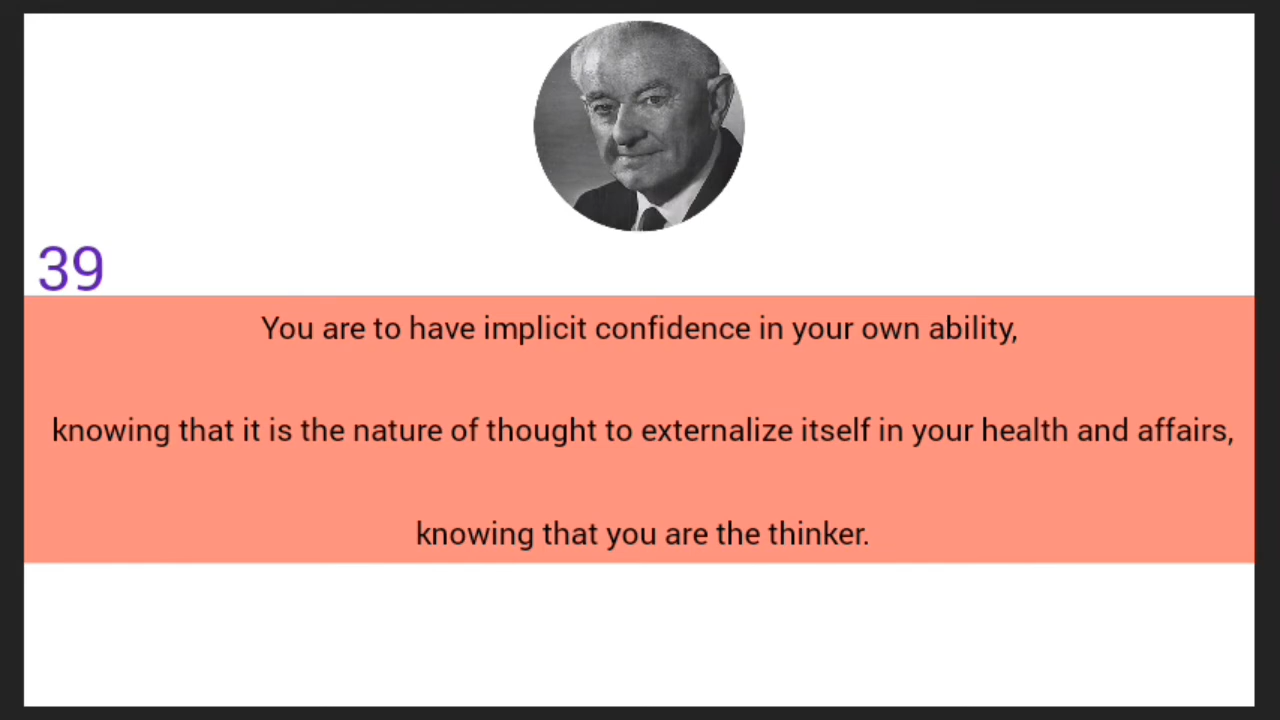 39
You are to have implicit confidence in your own ability,
knowing that it is the nature of thought to externalize itself in your health and affairs,
knowing that you are the thinker.